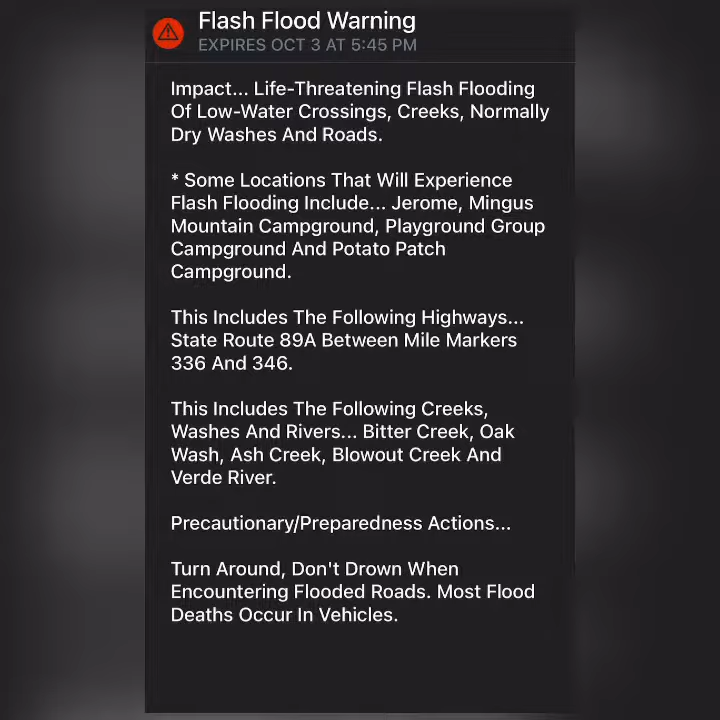 Flash Flood Warning
EXPIRES OCT 3 AT 5:45 PM
Impact... Life-Threatening Flash Flooding
Of Low-Water Crossings, Creeks, Normally
Dry Washes And Roads.
* Some Locations That Will Experience
Flash Flooding Include... Jerome, Mingus
Mountain Campground, Playground Group
Campground And Potato Patch
Campground.
This Includes The Following Highways...
State Route 89A Between Mile Markers
336 And 346.
This Includes The Following Creeks,
Washes And Rivers... Bitter Creek, Oak
Wash, Ash Creek, Blowout Creek And
Verde River.
Precautionary/Preparedness Actions...
Turn Around, Don't Drown When
Encountering Flooded Roads. Most Flood
Deaths Occur In Vehicles.